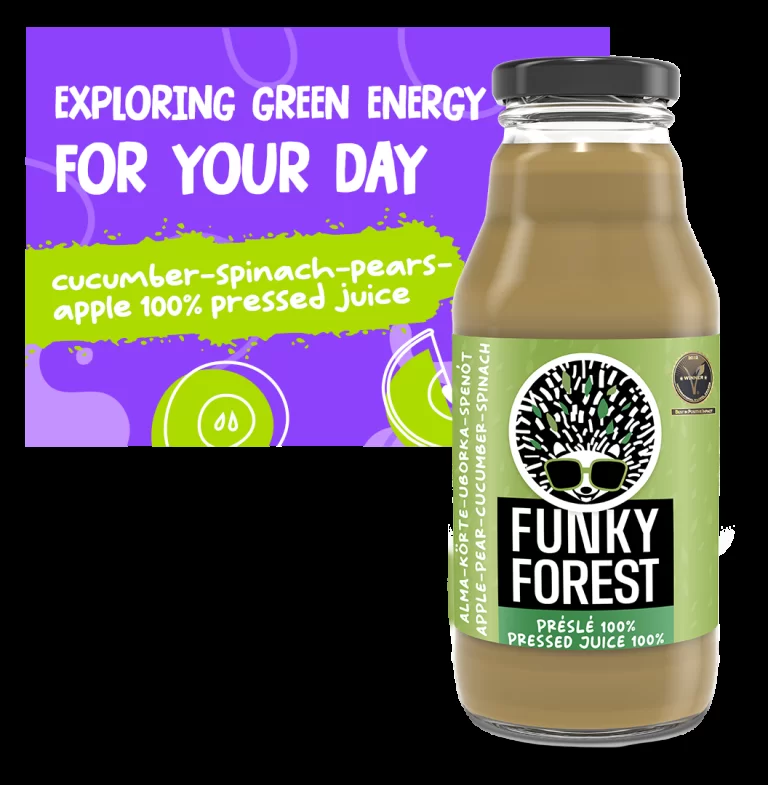 EXPLORING GREEN ENERGY
FOR YOUR DAY
cucumber-spinach-pears-
apple 100% pressed juice
ALMA-KÖRTE-UBORKA-SPENÓT
APPLE-PEAR-CUCUMBER-SPINACH
WINNER
FUNKY
FOREST
PRÉSLÉ 100%
PRESSED JUICE 100%